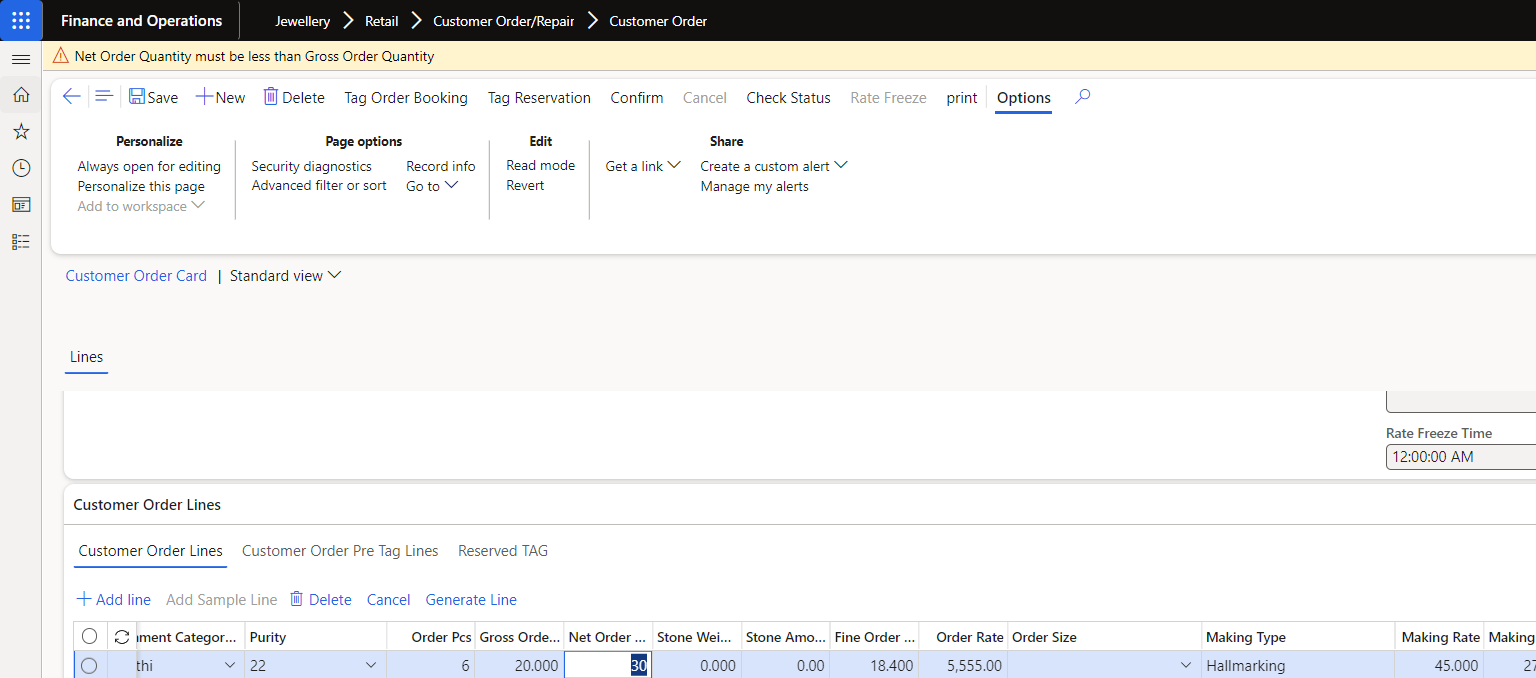 Finance and Operations
Jewellery Retail Customer Order/Repair Customer Order
Net Order Quantity must be less than Gross Order Quantity
Save New Delete Tag Order Booking Tag Reservation Confirm Cancel Check Status Rate Freeze print Options
Personalize Page options Edit Share
Always open for editing Security diagnostics Record info Read mode Get a link Create a custom alert
Personalize this page Advanced filter or sort Go to Revert Manage my alerts
Add to workspace
Customer Order Card | Standard view
Lines
Rate Freeze Time
12:00:00 AM
Customer Order Lines
Customer Order Lines Customer Order Pre Tag Lines Reserved TAG
Add line Add Sample Line Delete Cancel Generate Line
nment Categor... Purity Order Pcs Gross Orde... Net Order ... Stone Wei... Stone Amo... Fine Order ... Order Rate Order Size Making Type Making Rate Making
thi 22 6 20.000 30 0.000 0.00 18.400 5,555.00 Hallmarking 45.000 27